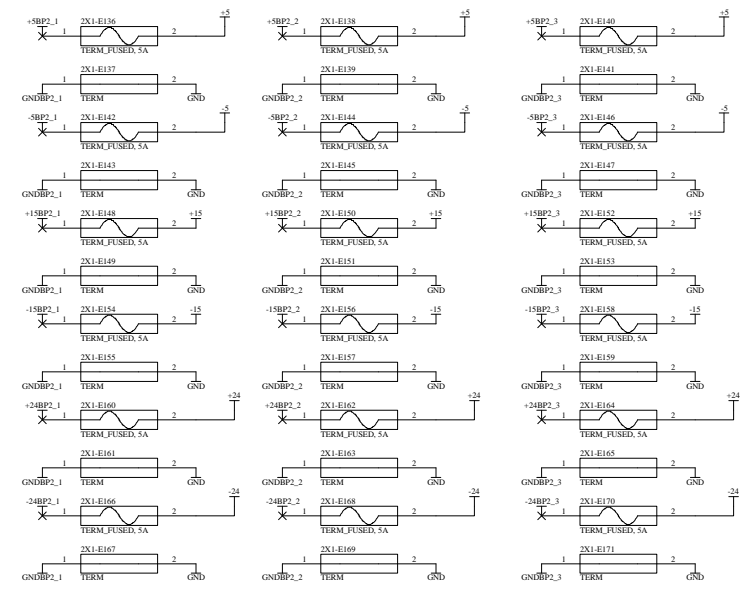 +5BP2_1 2X1-E136 +5 +5BP2_2 2X1-E138 +5 +5BP2_3 2X1-E140 +5
1 2 1 2 1 2
TERM_FUSED, 5A TERM_FUSED, 5A TERM_FUSED, 5A
2X1-E137 2X1-E139 2X1-E141
1 2 1 2 1 2
GNDBP2_1 TERM GND GNDBP2_2 TERM GND GNDBP2_3 TERM GND
-5BP2_1 2X1-E142 -5 -5BP2_2 2X1-E144 -5 -5BP2_3 2X1-E146 -5
1 2 1 2 1 2
TERM_FUSED, 5A TERM_FUSED, 5A TERM_FUSED, 5A
2X1-E143 2X1-E145 2X1-E147
1 2 1 2 1 2
GNDBP2_1 TERM GND GNDBP2_2 TERM GND GNDBP2_3 TERM GND
+15BP2_1 2X1-E148 +15 +15BP2_2 2X1-E150 +15 +15BP2_3 2X1-E152 +15
1 2 1 2 1 2
TERM_FUSED, 5A TERM_FUSED, 5A TERM_FUSED, 5A
2X1-E149 2X1-E151 2X1-E153
1 2 1 2 1 2
GNDBP2_1 TERM GND GNDBP2_2 TERM GND GNDBP2_3 TERM GND
-15BP2_1 2X1-E154 -15 -15BP2_2 2X1-E156 -15 -15BP2_3 2X1-E158 -15
1 2 1 2 1 2
TERM_FUSED, 5A TERM_FUSED, 5A TERM_FUSED, 5A
2X1-E155 2X1-E157 2X1-E159
1 2 1 2 1 2
GNDBP2_1 TERM GND GNDBP2_2 TERM GND GNDBP2_3 TERM GND
+24BP2_1 2X1-E160 +24 +24BP2_2 2X1-E162 +24 +24BP2_3 2X1-E164 +24
1 2 1 2 1 2
TERM_FUSED, 5A TERM_FUSED, 5A TERM_FUSED, 5A
2X1-E161 2X1-E163 2X1-E165
1 2 1 2 1 2
GNDBP2_1 TERM GND GNDBP2_2 TERM GND GNDBP2_3 TERM GND
-24BP2_1 2X1-E166 -24 -24BP2_2 2X1-E168 -24 -24BP2_3 2X1-E170 -24
1 2 1 2 1 2
TERM_FUSED, 5A TERM_FUSED, 5A TERM_FUSED, 5A
2X1-E167 2X1-E169 2X1-E171
1 2 1 2 1 2
GNDBP2_1 TERM GND GNDBP2_2 TERM GND GNDBP2_3 TERM GND